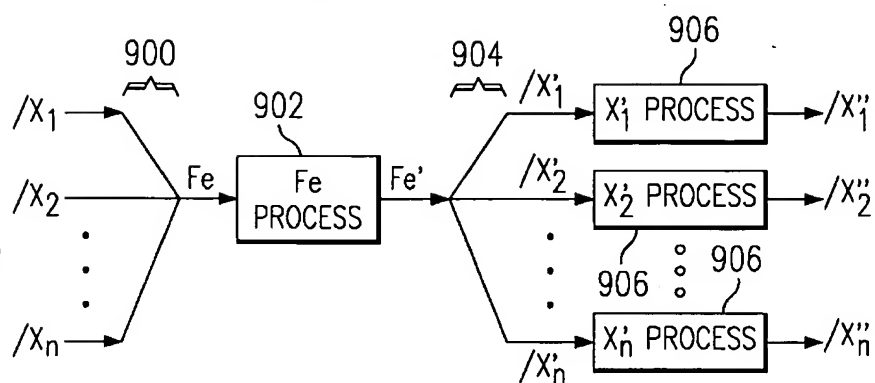 900
904
906
902
/X₁
/X'₁
X'₁ PROCESS
/X"₁
/X₂
Fe
Fe
PROCESS
Fe'
/X'₂
X'₂ PROCESS
/X"₂
906
906
/Xₙ
/X'ₙ
X'ₙ PROCESS
/X"ₙ